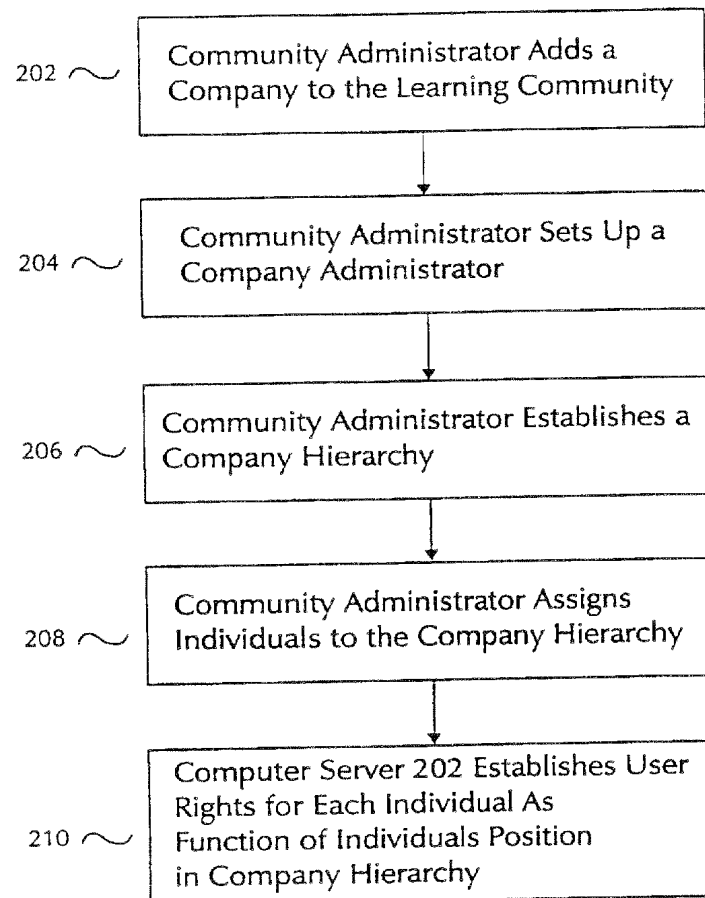 202
Community Administrator Adds a
Company to the Learning Community
204
Community Administrator Sets Up a
Company Administrator
206
Community Administrator Establishes a
Company Hierarchy
208
Community Administrator Assigns
Individuals to the Company Hierarchy
210
Computer Server 202 Establishes User
Rights for Each Individual As
Function of Individuals Position
in Company Hierarchy